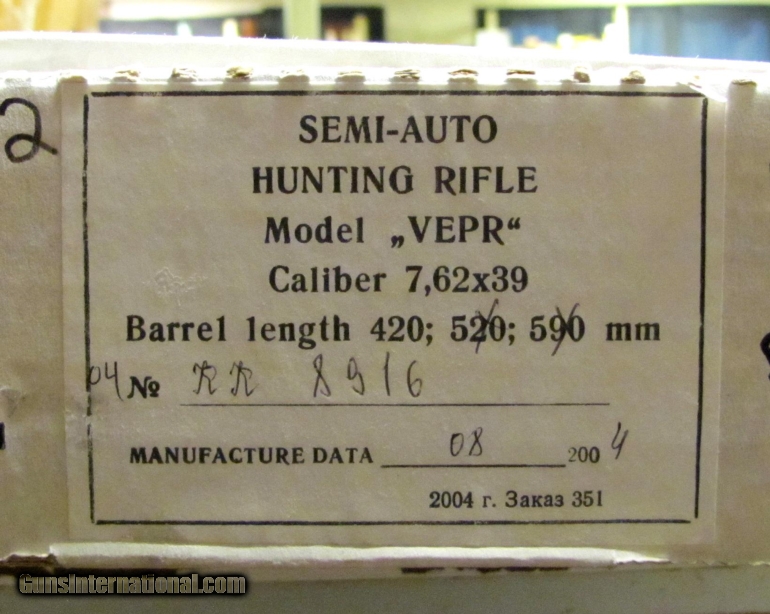 2
SEMI-AUTO
HUNTING RIFLE
Model „VEPR“
Caliber 7,62x39
Barrel length 420; 520; 590 mm
04 № RR 8916
MANUFACTURE DATA 08 2004
2004 г. Заказ 351
GunsInternational.com